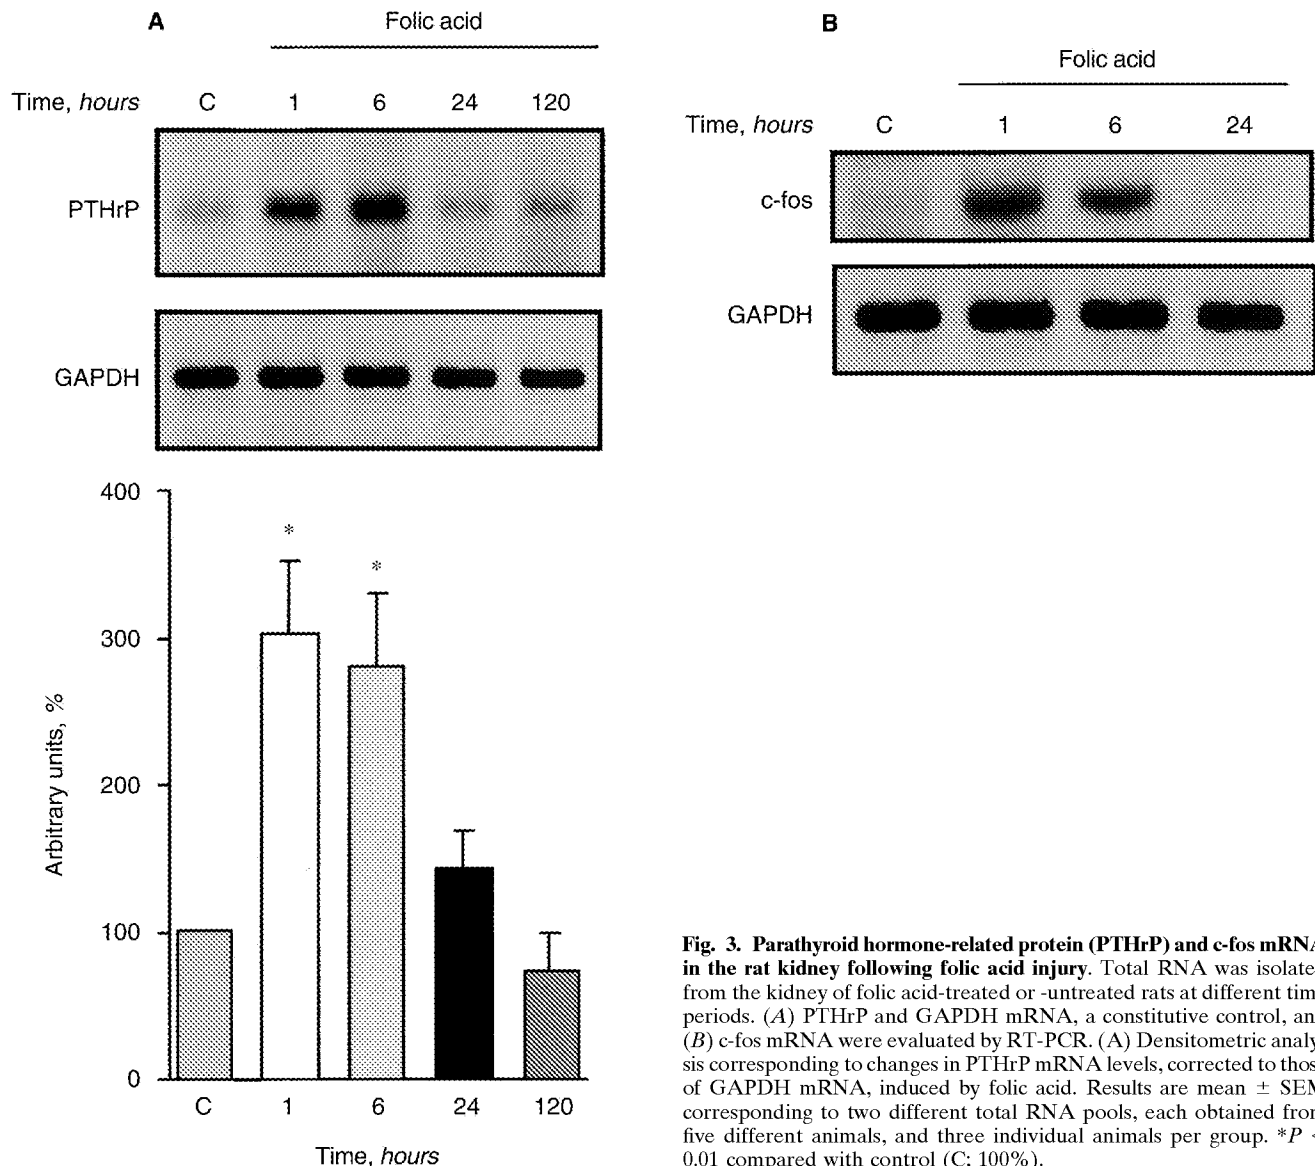 A
Folic acid
Time, hours C 1 6 24 120
PTHrP
GAPDH
400
300
200
100
0
Arbitrary units, %
* *
C 1 6 24 120
Time, hours
B
Folic acid
Time, hours C 1 6 24
c-fos
GAPDH
Fig. 3. Parathyroid hormone-related protein (PTHrP) and c-fos mRNA
in the rat kidney following folic acid injury. Total RNA was isolate
from the kidney of folic acid-treated or -untreated rats at different tim
periods. (A) PTHrP and GAPDH mRNA, a constitutive control, an
(B) c-fos mRNA were evaluated by RT-PCR. (A) Densitometric analy
sis corresponding to changes in PTHrP mRNA levels, corrected to thos
of GAPDH mRNA, induced by folic acid. Results are mean ± SEM
corresponding to two different total RNA pools, each obtained from
five different animals, and three individual animals per group. *P <
0.01 compared with control (C; 100%).